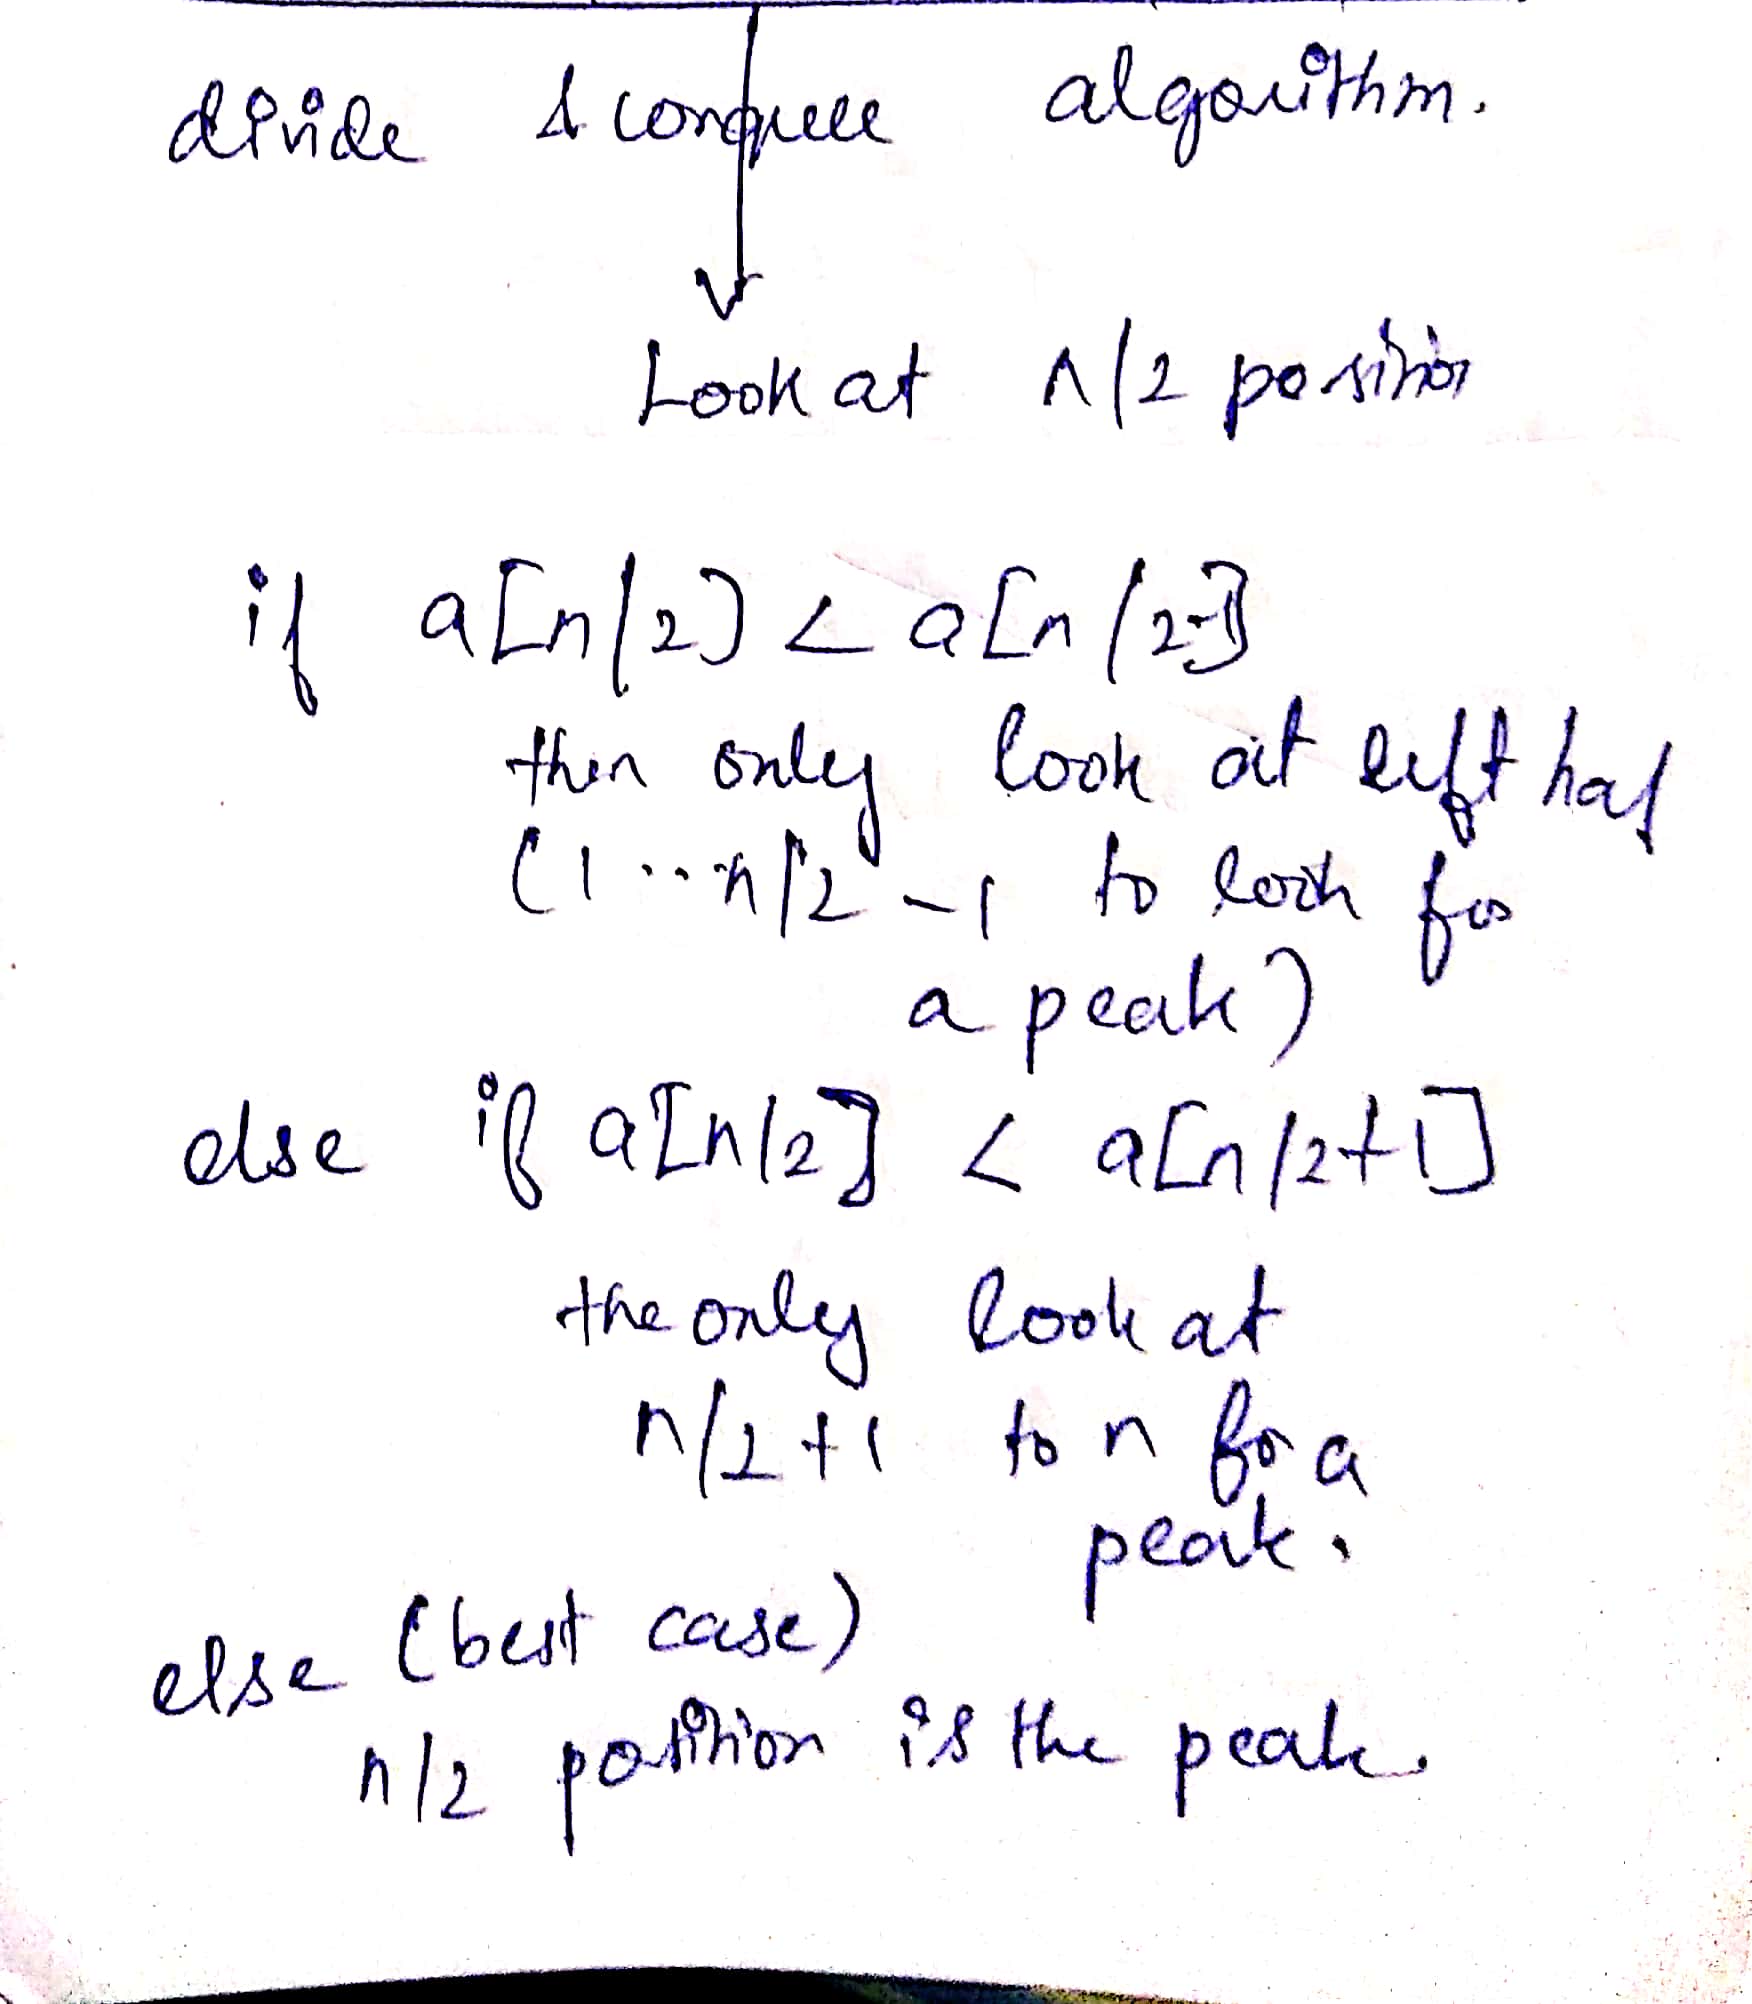 divide & conquer algorithm.
Look at n/2 position
if a[n/2] < a[n/2-1]
then only look at left half
(1 ... n/2 - 1 to look for
a peak)
else if a[n/2] < a[n/2+1]
the only look at
n/2 + 1 to n for a
peak.
else (best case)
n/2 position is the peak.